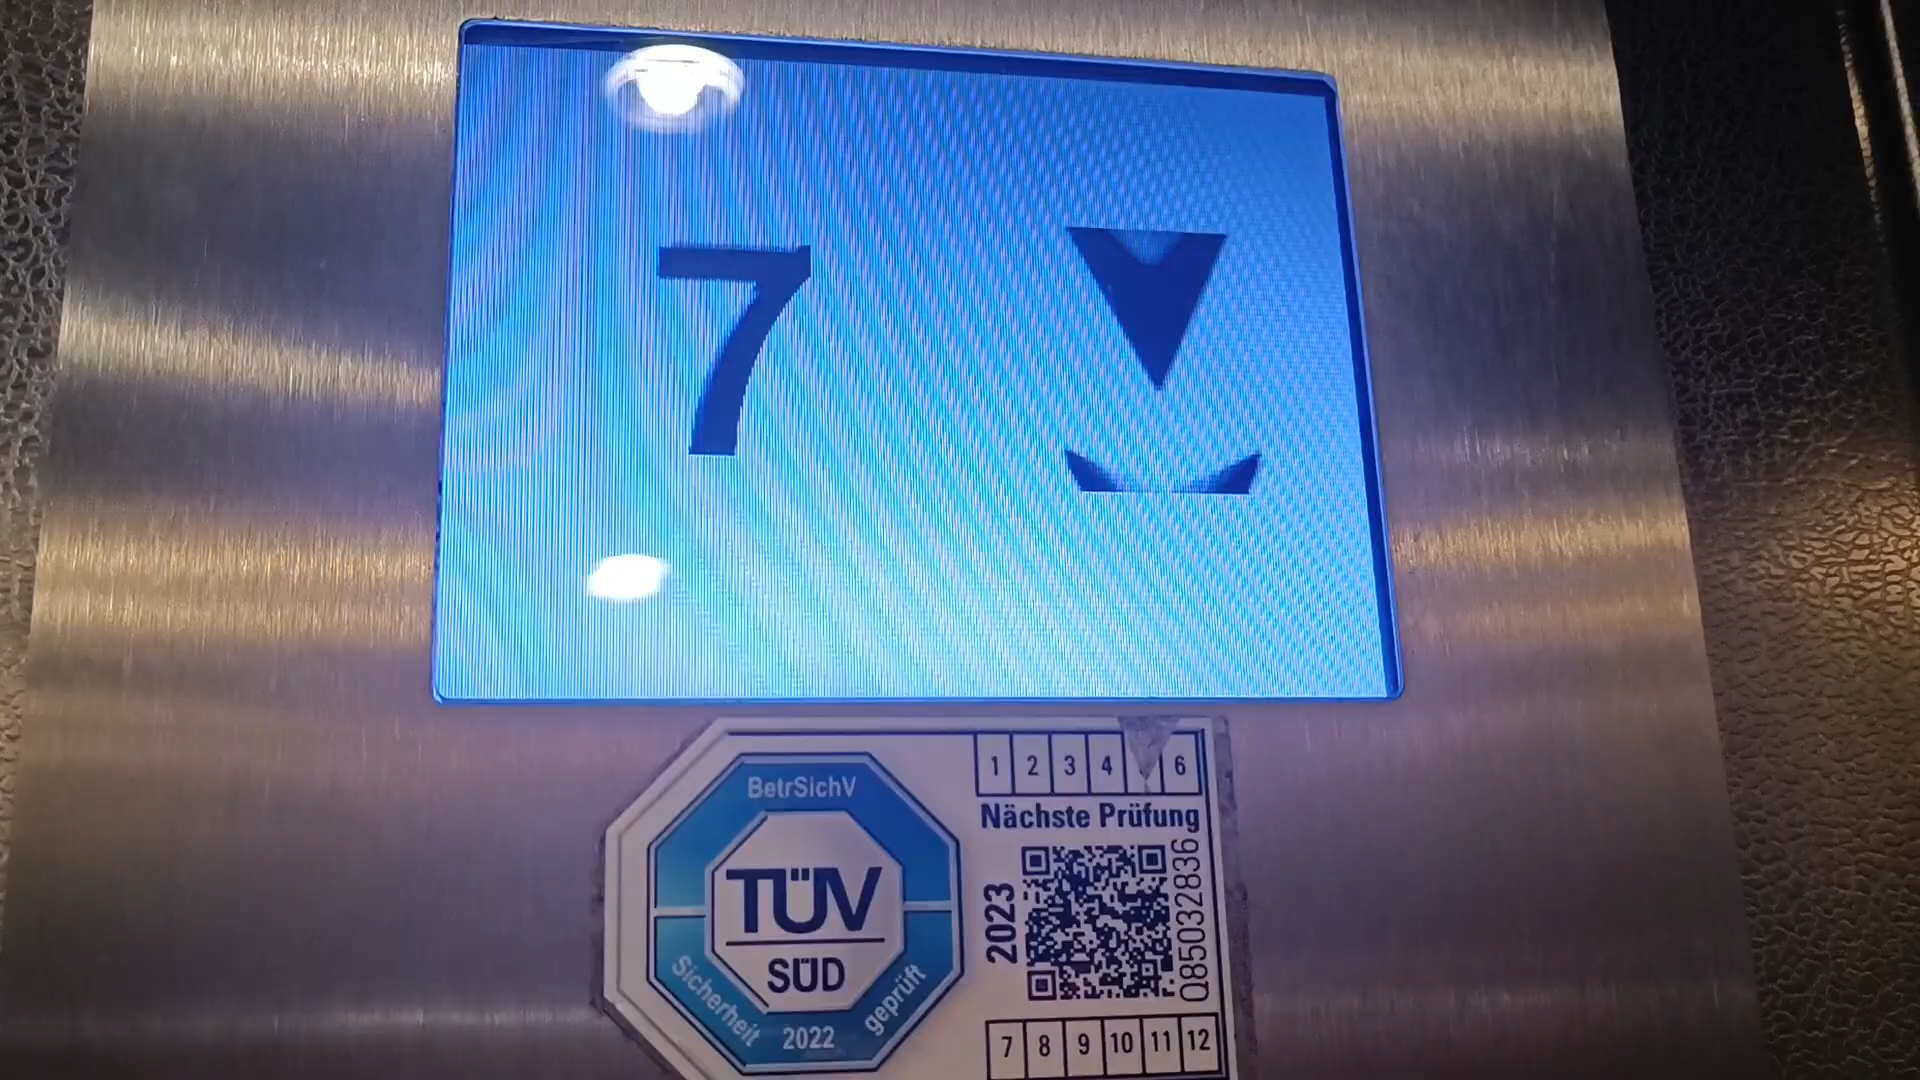 7
BetrSichV
TÜV
SÜD
Sicherheit
2022
geprüft
1 2 3 4 6
Nächste Prüfung
2023
Q85032836
7 8 9 10 11 12